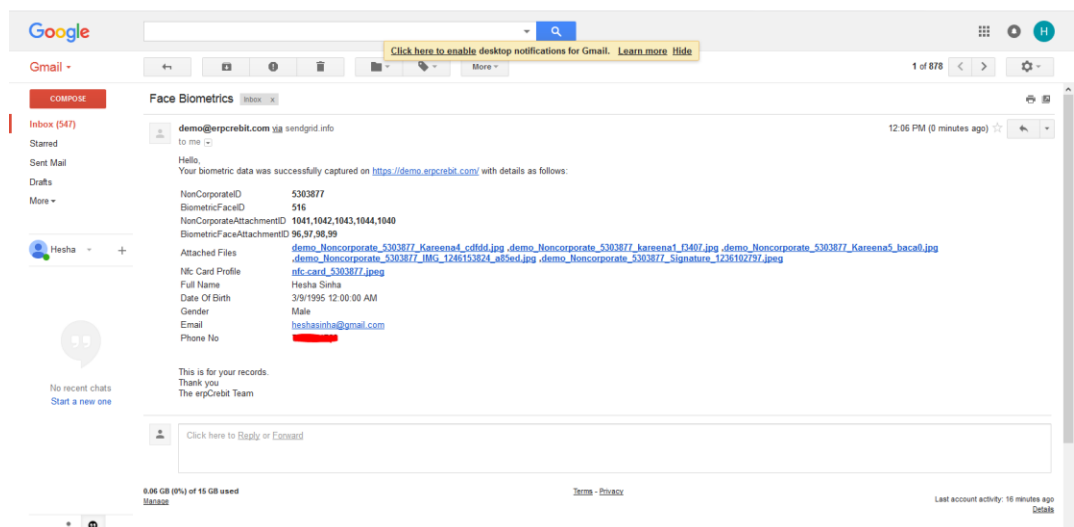 Google
Click here to enable desktop notifications for Gmail. Learn more Hide
H
Gmail
More
1 of 878
COMPOSE
Face Biometrics Inbox x
Inbox (547)
Starred
Sent Mail
Drafts
More
demo@erpcrebit.com via sendgrid.info
12:06 PM (0 minutes ago)
to me
Hello,
Your biometric data was successfully captured on https://demo.erpcrebit.com/ with details as follows:
NonCorporateID 5303877
BiometricFaceID 516
NonCorporateAttachmentID 1041,1042,1043,1044,1040
BiometricFaceAttachmentID 96,97,98,99
Attached Files demo_Noncorporate_5303877_Kareena4_cdfdd.jpg ,demo_Noncorporate_5303877_kareena1_f3407.jpg ,demo_Noncorporate_5303877_Kareena5_baca0.jpg
,demo_Noncorporate_5303877_IMG_1246153824_a85ed.jpg ,demo_Noncorporate_5303877_Signature_1236102797.jpeg
Nfc Card Profile nfc-card_5303877.jpeg
Full Name Hesha Sinha
Date Of Birth 3/9/1995 12:00:00 AM
Gender Male
Email heshasinha@gmail.com
Phone No
This is for your records.
Thank you
The erpCrebit Team
Hesha
No recent chats
Start a new one
Click here to Reply or Forward
0.06 GB (0%) of 15 GB used
Manage
Terms - Privacy
Last account activity: 16 minutes ago
Details